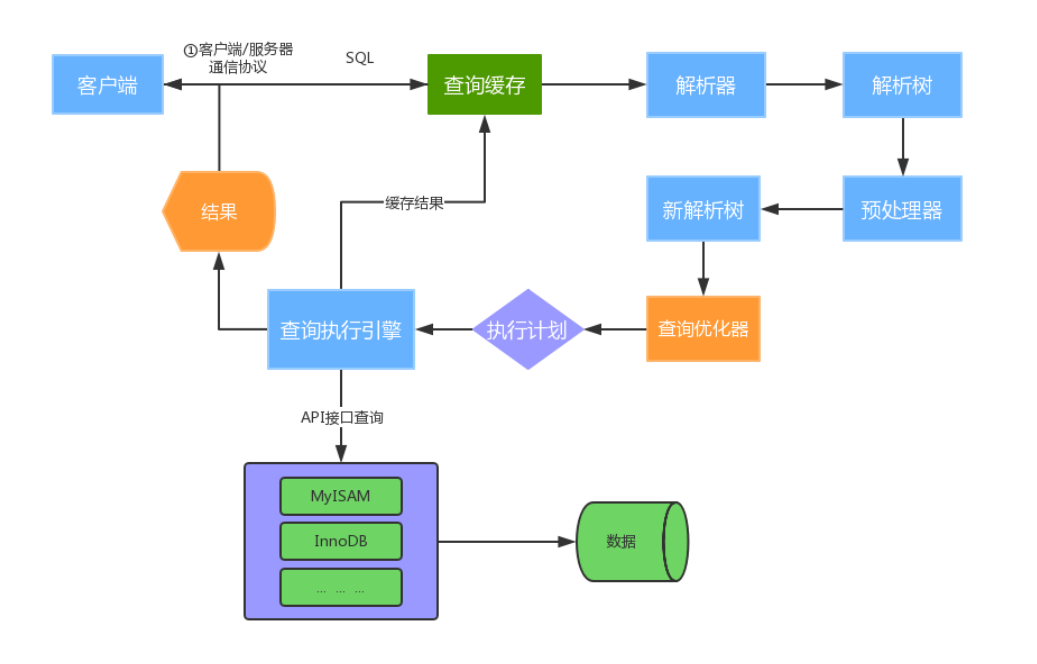 ①客户端/服务器
通信协议
SQL
客户端
查询缓存
解析器
解析树
结果
缓存结果
新解析树
预处理器
查询执行引擎
执行计划
查询优化器
API接口查询
MyISAM
InnoDB
数据
... ... ...